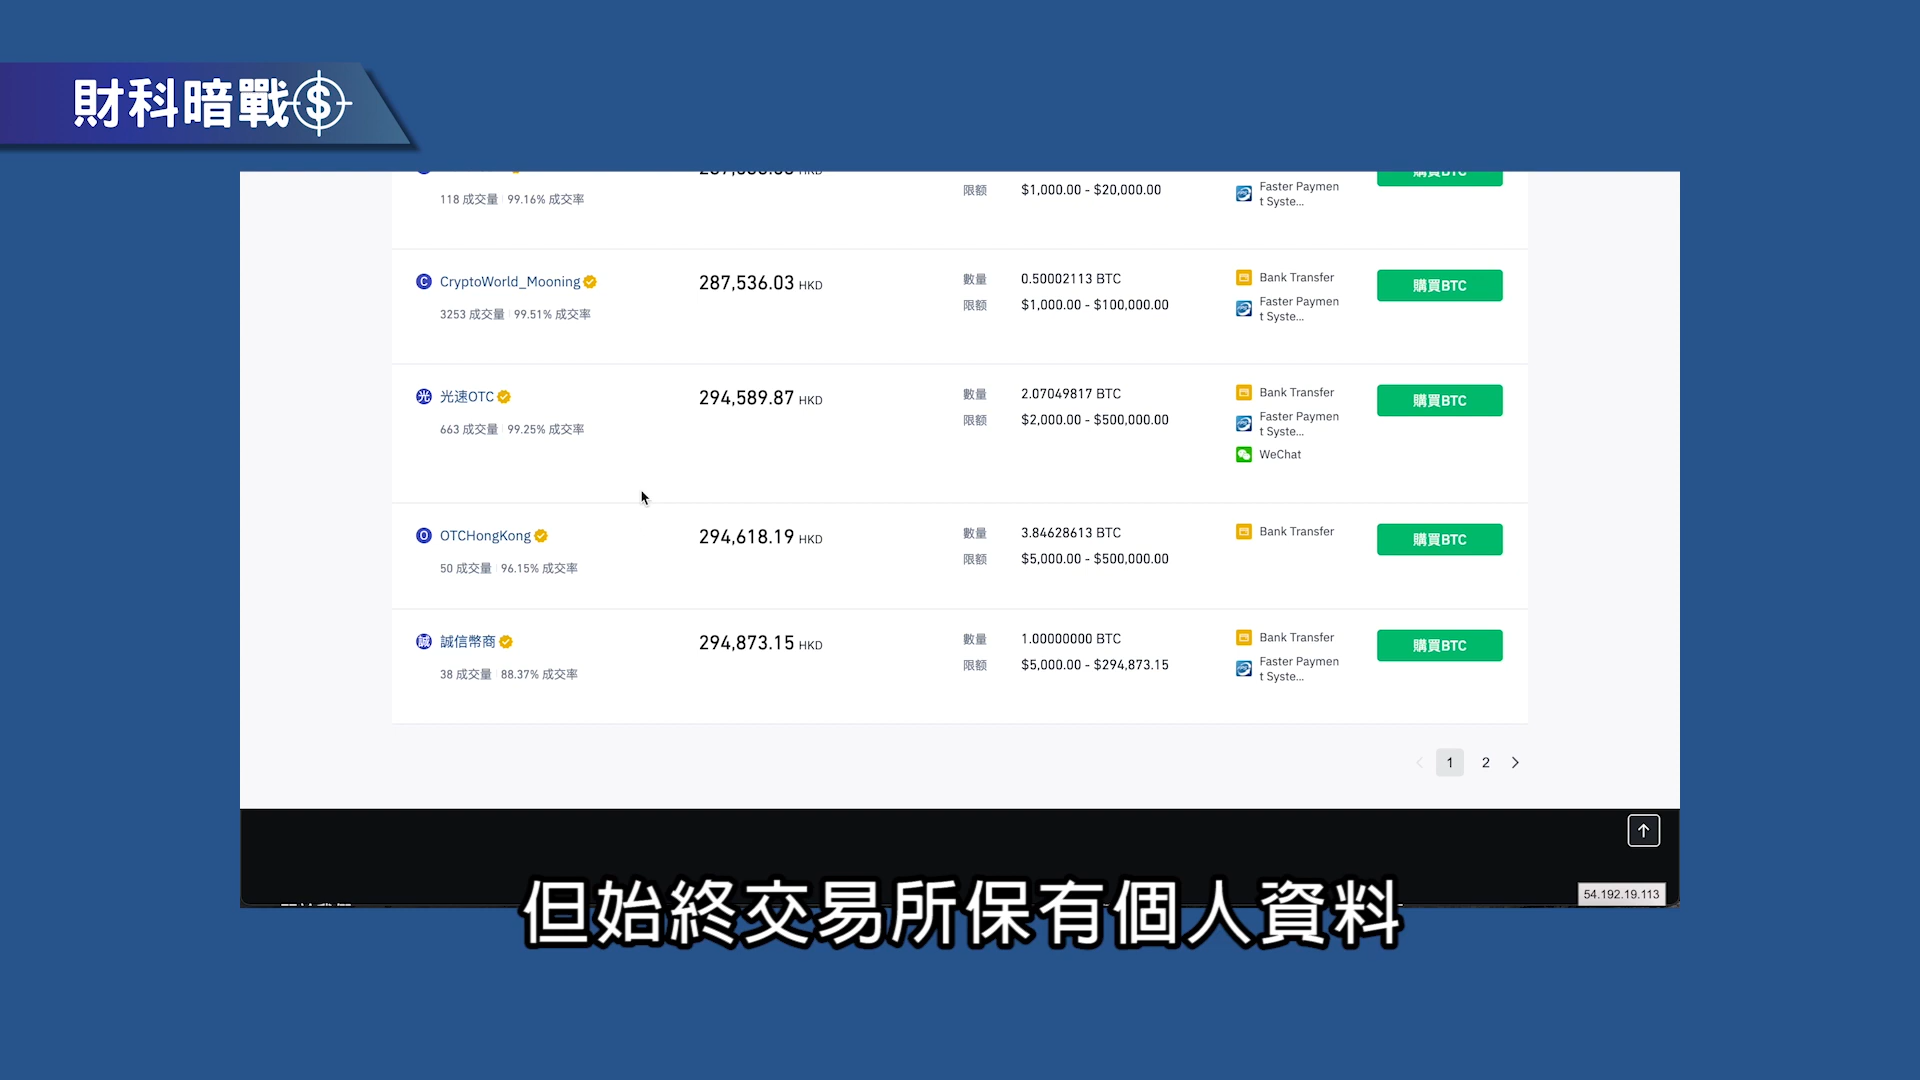 財科暗戰
118 成交量 99.16% 成交率
限額 $1,000.00 - $20,000.00
Faster Paymen
t Syste...
購買BTC
C CryptoWorld_Mooning
287,536.03 HKD
數量 0.50002113 BTC
Bank Transfer
購買BTC
3253 成交量 99.51% 成交率
限額 $1,000.00 - $100,000.00
Faster Paymen
t Syste...
光 光速OTC
294,589.87 HKD
數量 2.07049817 BTC
Bank Transfer
購買BTC
663 成交量 99.25% 成交率
限額 $2,000.00 - $500,000.00
Faster Paymen
t Syste...
WeChat
O OTCHongKong
294,618.19 HKD
數量 3.84628613 BTC
Bank Transfer
購買BTC
50 成交量 96.15% 成交率
限額 $5,000.00 - $500,000.00
誠 誠信幣商
294,873.15 HKD
數量 1.00000000 BTC
Bank Transfer
購買BTC
38 成交量 88.37% 成交率
限額 $5,000.00 - $294,873.15
Faster Paymen
t Syste...
1 2
54.192.19.113
但始終交易所保有個人資料